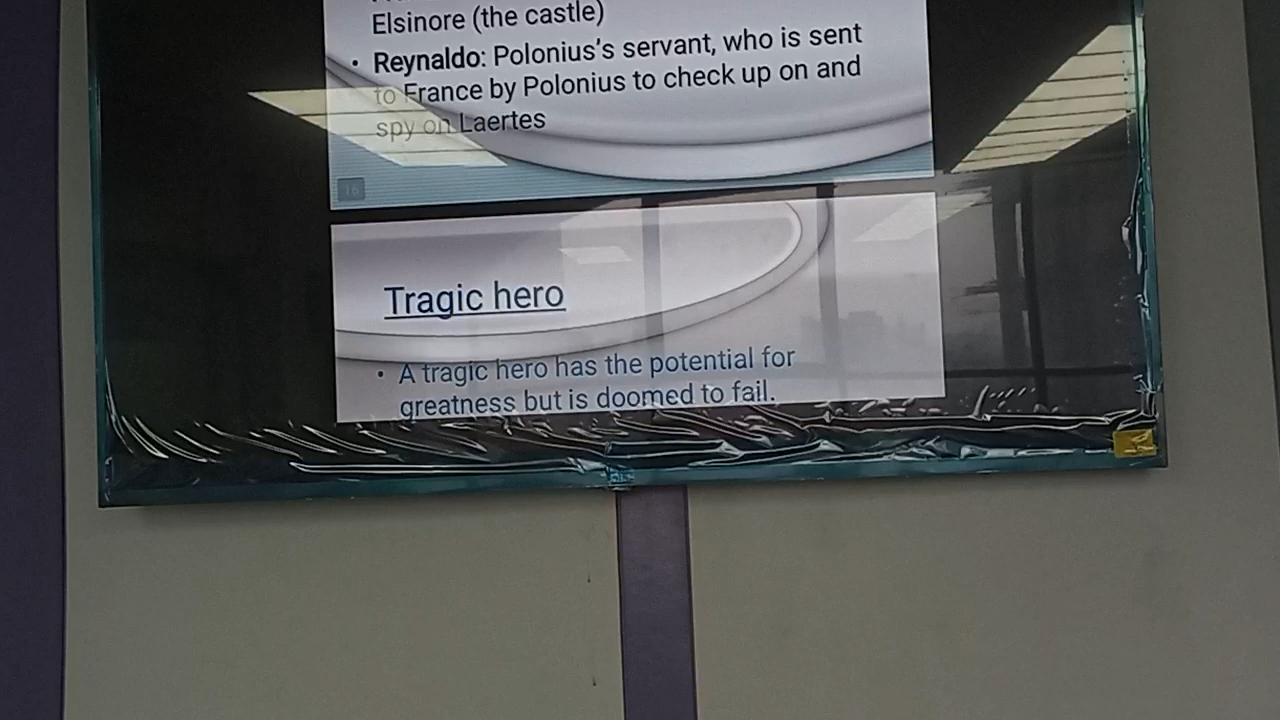 Elsinore (the castle)
• Reynaldo: Polonius's servant, who is sent
to France by Polonius to check up on and
spy on Laertes
16
Tragic hero
• A tragic hero has the potential for
greatness but is doomed to fail.